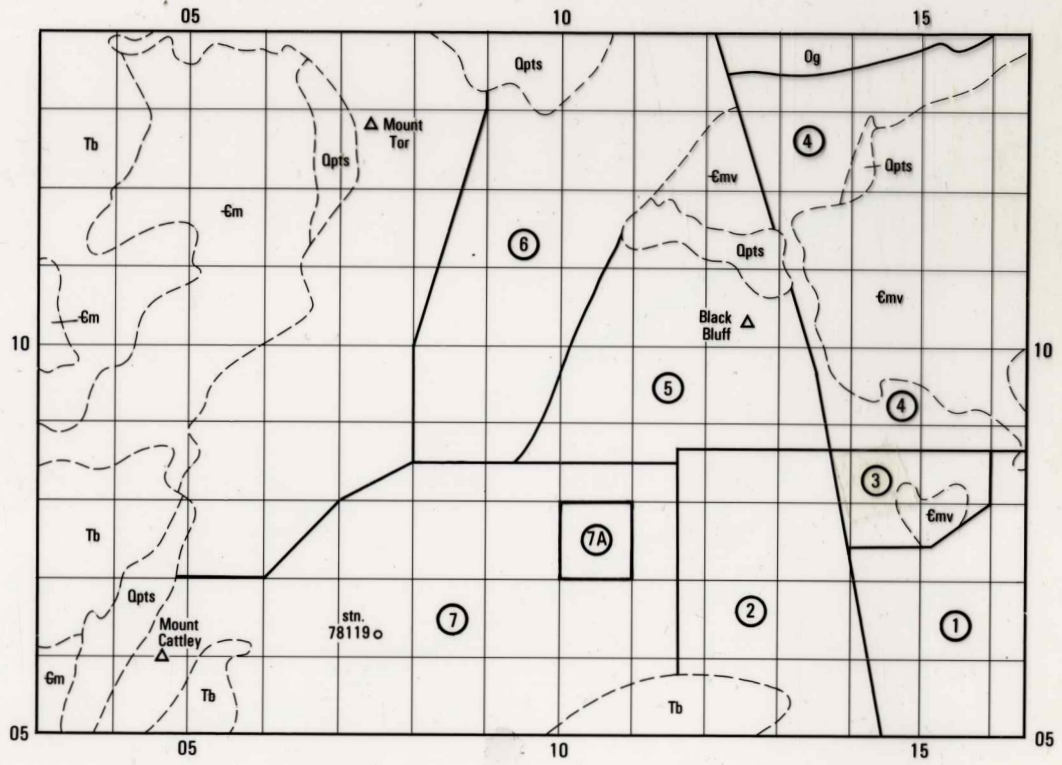 05
10
15
Og
Qpts
Tb
Mount
Tor
4
Qpts
Qpts
Єmv
Єm
6
Qpts
Єmv
Єm
Black
Bluff
10
10
5
4
3
Єmv
Tb
7A
Qpts
stn.
78119
7
2
1
Mount
Cattley
Єm
Tb
Tb
05
05
05
10
15